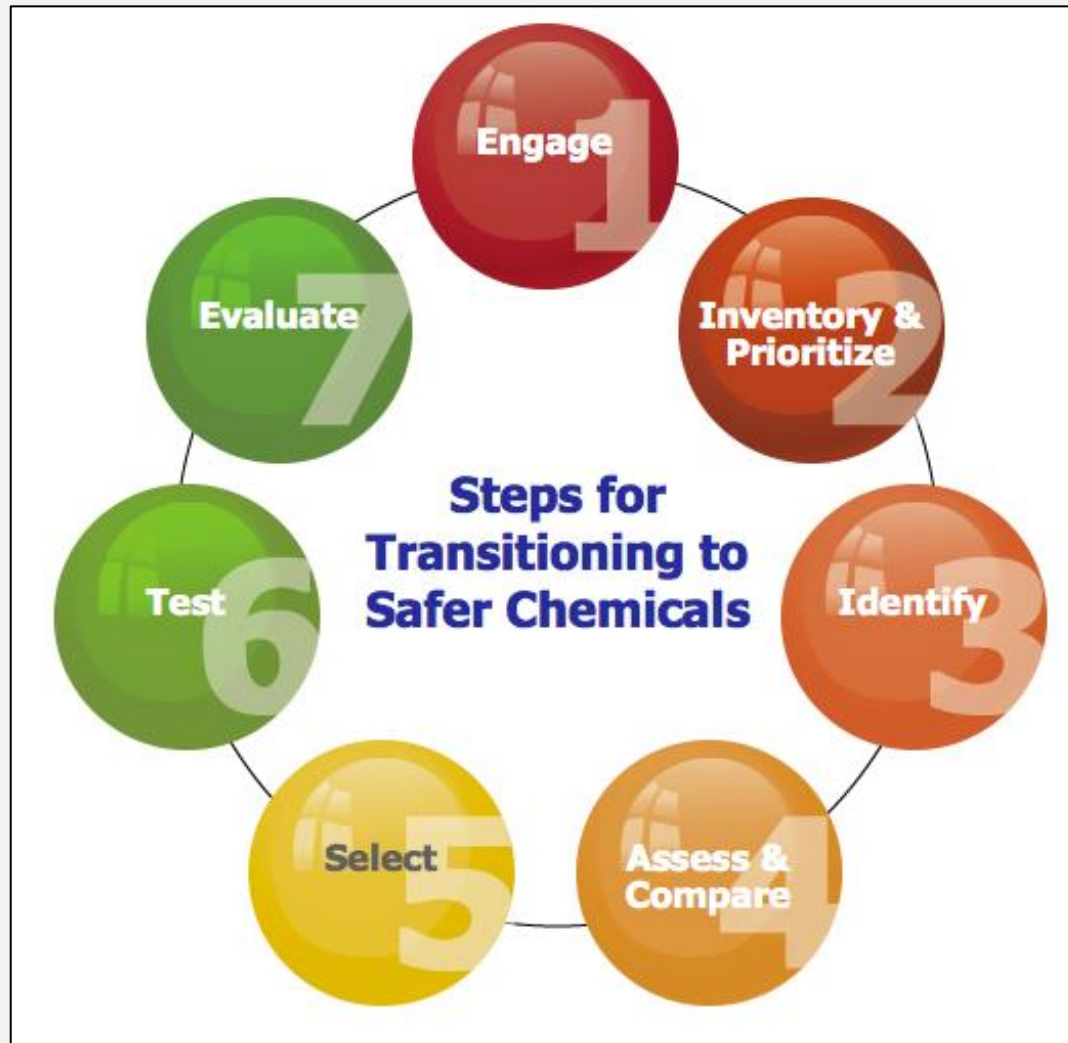 Steps for
Transitioning to
Safer Chemicals
1
Engage
2
Inventory &
Prioritize
3
Identify
4
Assess &
Compare
5
Select
6
Test
7
Evaluate